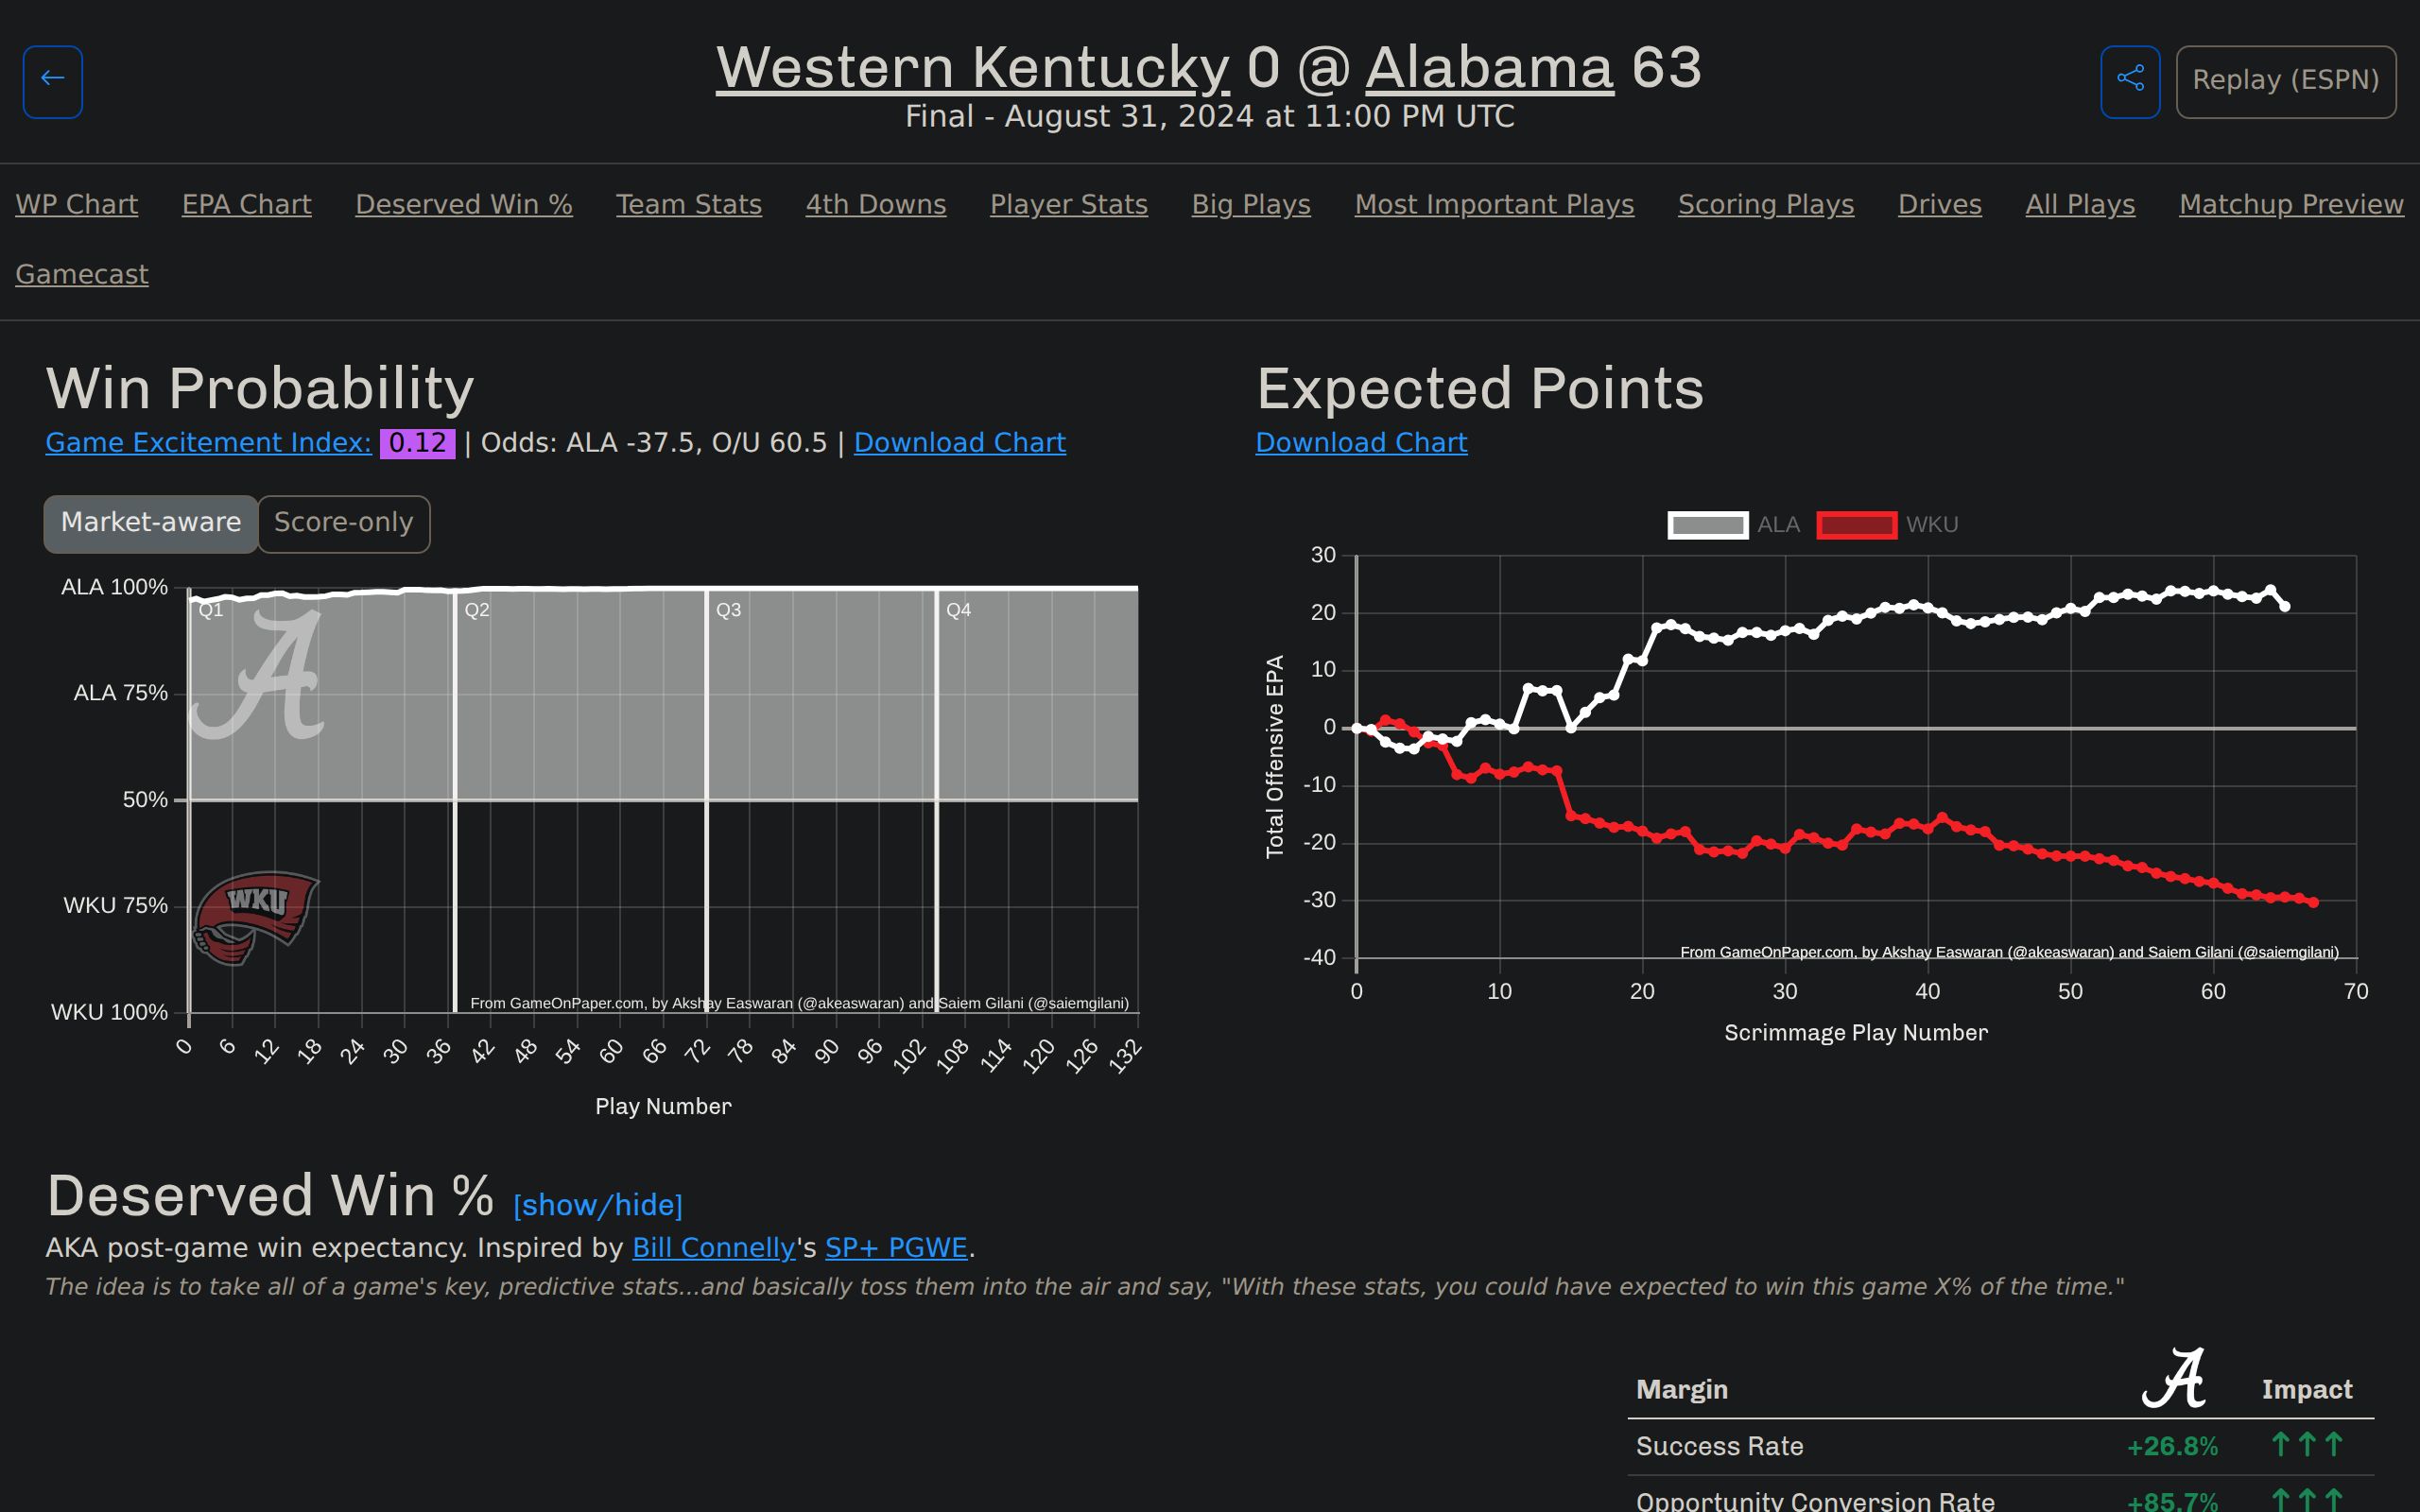 Western Kentucky 0 @ Alabama 63
Final - August 31, 2024 at 11:00 PM UTC
Replay (ESPN)
WP Chart EPA Chart Deserved Win % Team Stats 4th Downs Player Stats Big Plays Most Important Plays Scoring Plays Drives All Plays Matchup Preview
Gamecast
Win Probability
Game Excitement Index: 0.12 | Odds: ALA -37.5, O/U 60.5 | Download Chart
Market-aware Score-only
ALA 100%
ALA 75%
50%
WKU 75%
WKU 100%
Q1 Q2 Q3 Q4
A
WKU
From GameOnPaper.com, by Akshay Easwaran (@akeaswaran) and Saiem Gilani (@saiemgilani)
0 6 12 18 24 30 36 42 48 54 60 66 72 78 84 90 96 102 108 114 120 126 132
Play Number
Expected Points
Download Chart
ALA WKU
Total Offensive EPA
30
20
10
0
-10
-20
-30
-40
From GameOnPaper.com, by Akshay Easwaran (@akeaswaran) and Saiem Gilani (@saiemgilani)
0 10 20 30 40 50 60 70
Scrimmage Play Number
Deserved Win % [show/hide]
AKA post-game win expectancy. Inspired by Bill Connelly's SP+ PGWE.
The idea is to take all of a game's key, predictive stats...and basically toss them into the air and say, "With these stats, you could have expected to win this game X% of the time."
Margin A Impact
Success Rate +26.8% ↑↑↑
Opportunity Conversion Rate +85.7% ↑↑↑